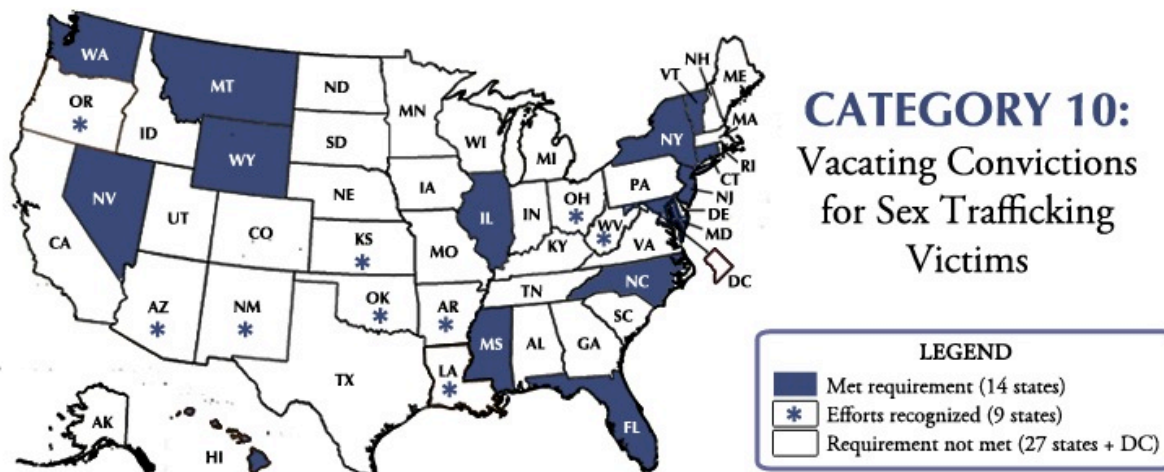 CATEGORY 10:
Vacating Convictions
for Sex Trafficking
Victims
WA
MT
ND
MN
VT
NH
ME
OR
*
ID
SD
WI
MI
NY
MA
WY
RI
CT
NV
NE
IA
PA
NJ
UT
IL
IN
OH
*
DE
CA
CO
WV
*
MD
KS
*
MO
KY
VA
DC
TN
NC
AZ
*
NM
*
OK
*
AR
*
SC
MS
AL
GA
TX
LA
*
FL
AK
HI
LEGEND
Met requirement (14 states)
* Efforts recognized (9 states)
Requirement not met (27 states + DC)